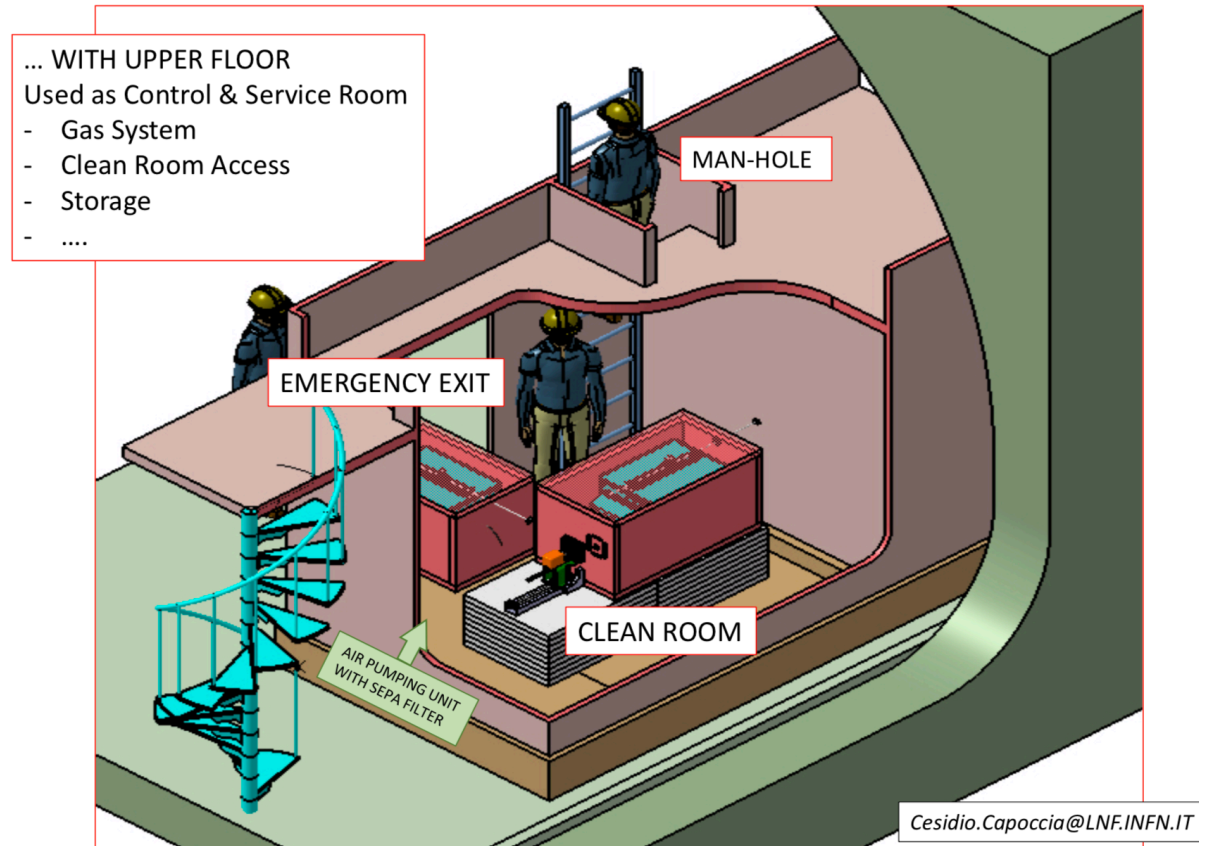 ... WITH UPPER FLOOR
Used as Control & Service Room
- Gas System
- Clean Room Access
- Storage
- ....
MAN-HOLE
EMERGENCY EXIT
CLEAN ROOM
AIR PUMPING UNIT
WITH SEPA FILTER
Cesidio.Capoccia@LNF.INFN.IT